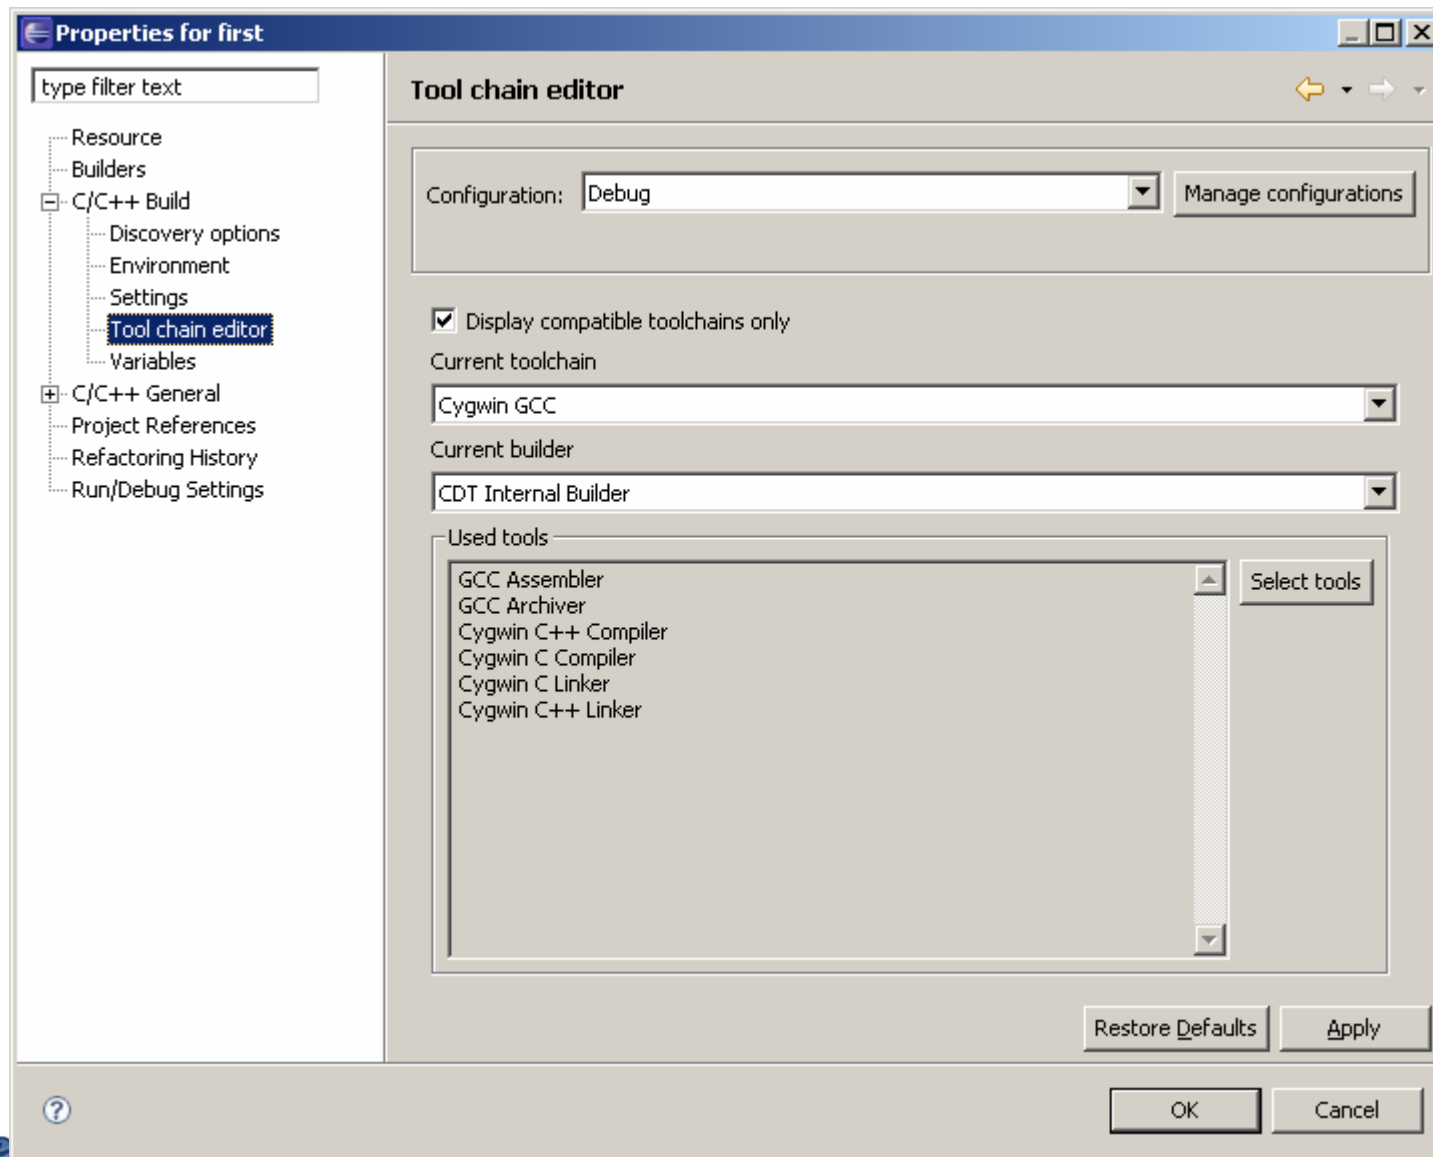 Properties for first
type filter text
Resource
Builders
C/C++ Build
Discovery options
Environment
Settings
Tool chain editor
Variables
C/C++ General
Project References
Refactoring History
Run/Debug Settings
Tool chain editor
Configuration: Debug Manage configurations
Display compatible toolchains only
Current toolchain
Cygwin GCC
Current builder
CDT Internal Builder
Used tools
GCC Assembler
GCC Archiver
Cygwin C++ Compiler
Cygwin C Compiler
Cygwin C Linker
Cygwin C++ Linker
Select tools
Restore Defaults Apply
OK Cancel